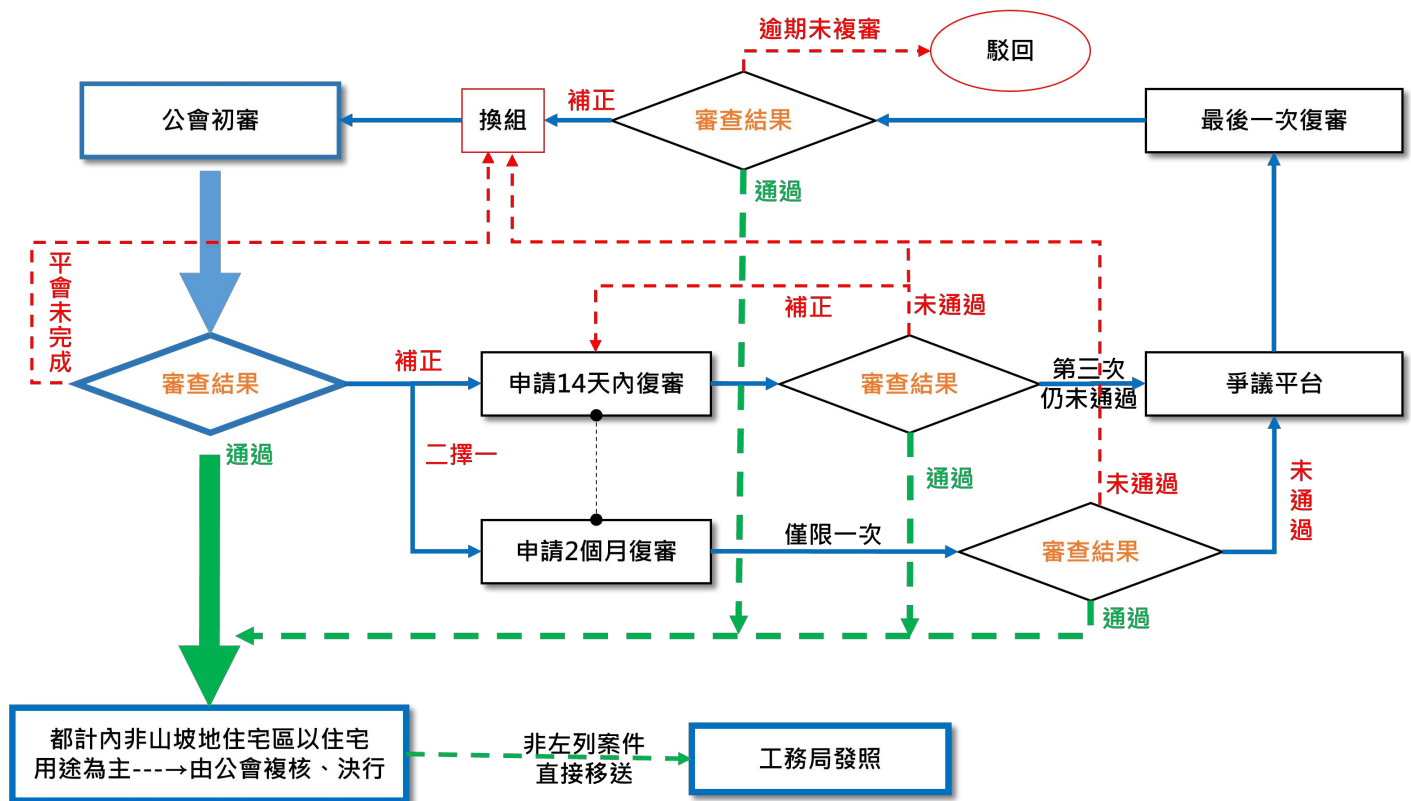 逾期未複審
駁回
公會初審
換組
補正
審查結果
最後一次復審
通過
平會未完成
審查結果
補正
申請14天內復審
補正
未通過
審查結果
第三次
仍未通過
爭議平台
通過
二擇一
通過
未通過
未通過
申請2個月復審
僅限一次
審查結果
通過
都計內非山坡地住宅區以住宅
用途為主---→由公會複核、決行
非左列案件
直接移送
工務局發照